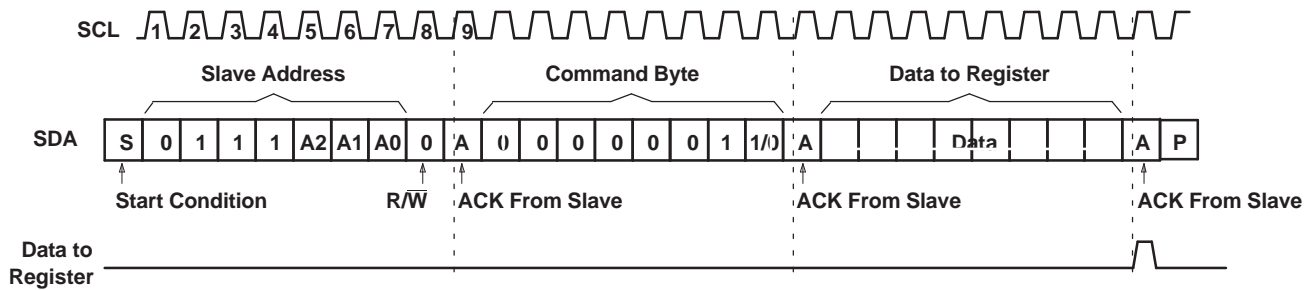 SCL 1 2 3 4 5 6 7 8 9
Slave Address Command Byte Data to Register
SDA S 0 1 1 1 A2 A1 A0 0 A 0 0 0 0 0 0 1 1/0 A Data A P
Start Condition R/W̅ ACK From Slave ACK From Slave ACK From Slave
Data to
Register